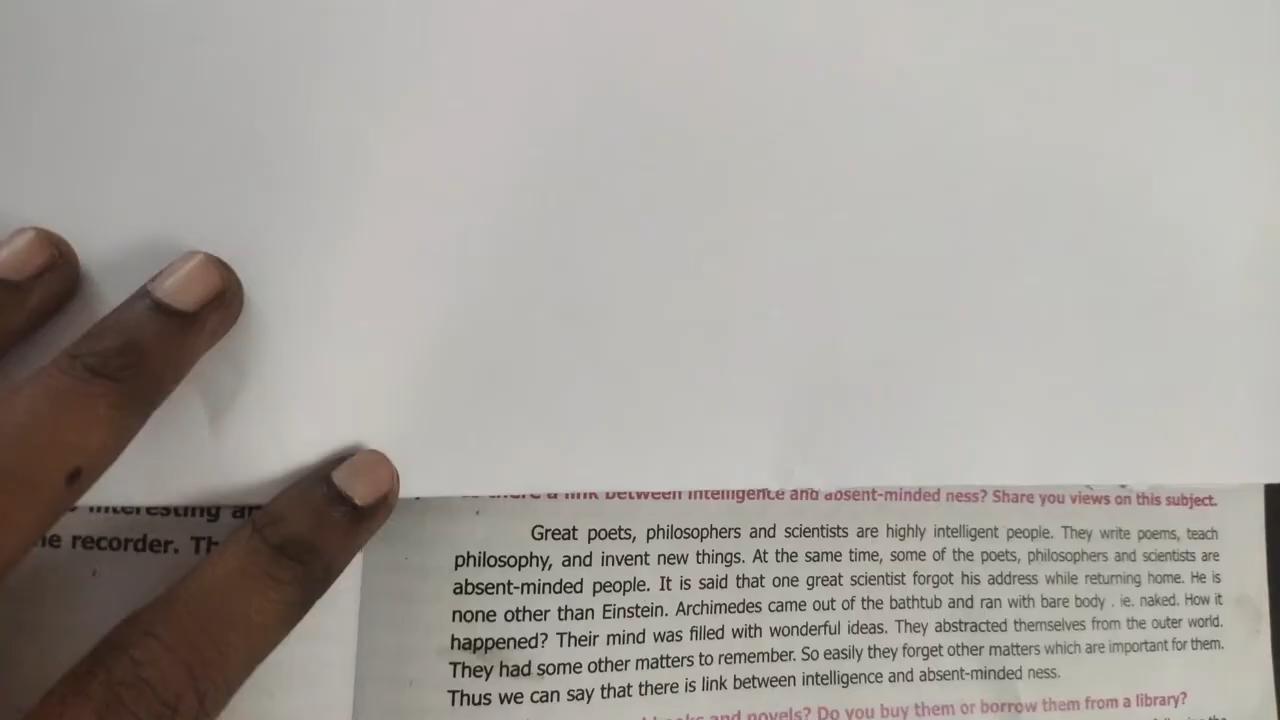 interesting ar
e recorder. Th
a link between intelligence and absent-minded ness? Share you views on this subject.
Great poets, philosophers and scientists are highly intelligent people. They write poems, teach
philosophy, and invent new things. At the same time, some of the poets, philosophers and scientists are
absent-minded people. It is said that one great scientist forgot his address while returning home. He is
none other than Einstein. Archimedes came out of the bathtub and ran with bare body . ie. naked. How it
happened? Their mind was filled with wonderful ideas. They abstracted themselves from the outer world.
They had some other matters to remember. So easily they forget other matters which are important for them.
Thus we can say that there is link between intelligence and absent-minded ness.
and novels? Do you buy them or borrow them from a library?